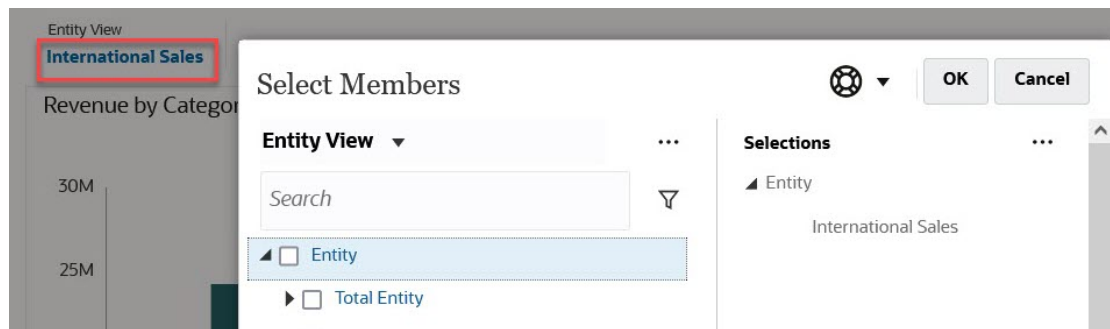 Entity View
International Sales
Revenue by Categor
30M
25M
Select Members
OK
Cancel
Entity View
...
Search
Entity
Total Entity
Selections
...
Entity
International Sales